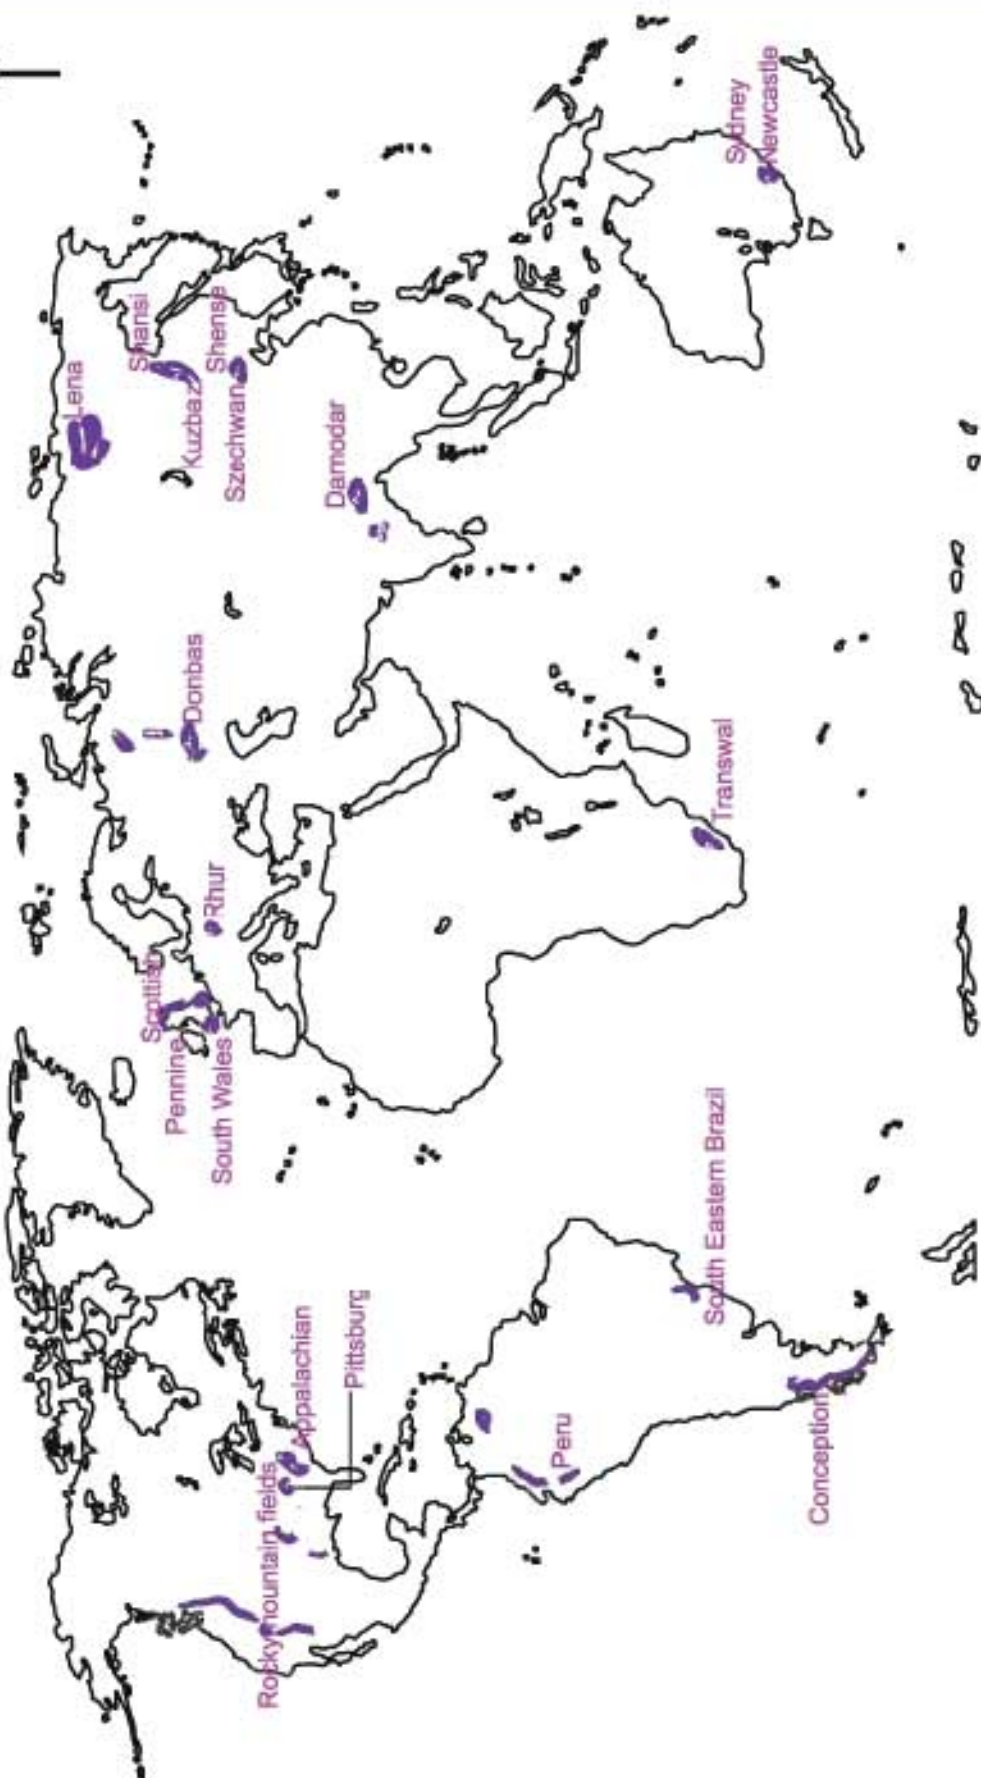 Rocky mountain fields
Appalachian
Pittsburg
Peru
Conception
South Eastern Brazil
Scottiah
Pennine
South Wales
Rhur
Donbas
Transwal
Lena
Shansi
Kuzbaz
Shense
Szechwan
Damodar
Sydney
Newcastle